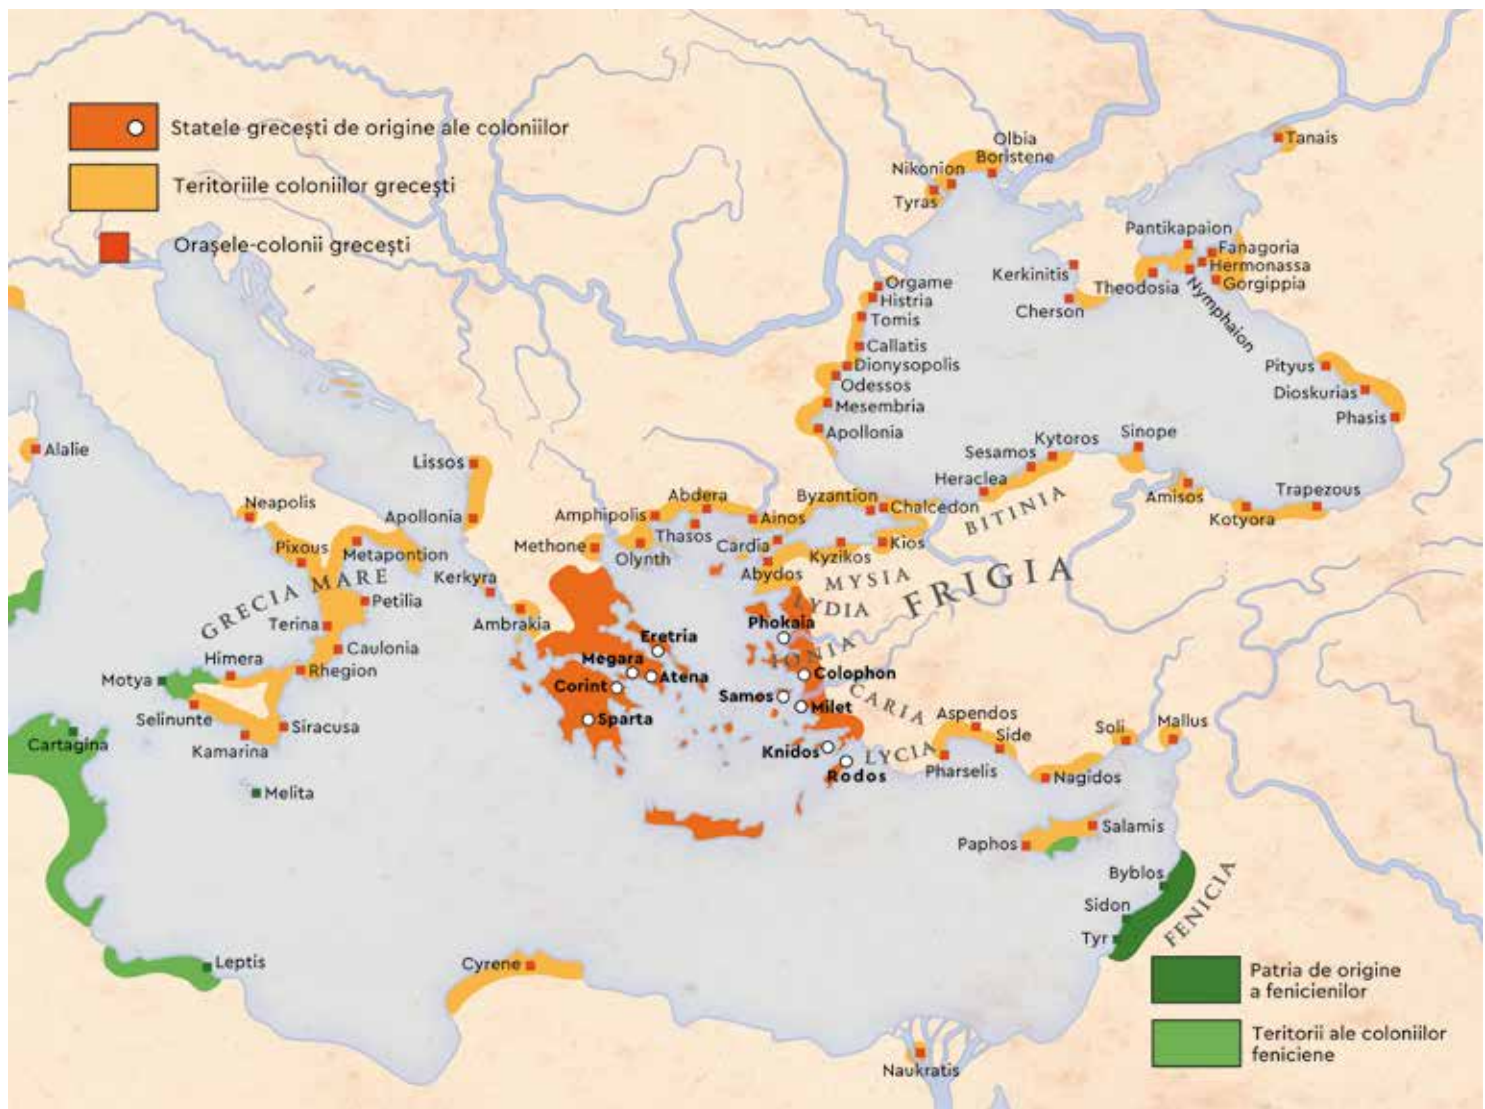 Statele grecești de origine ale coloniilor
Teritoriile coloniilor grecești
Orașele-colonii grecești
Olbia
Boristene
Nikonion
Tyras
Tanais
Pantikapaion
Fanagoria
Hermonassa
Gorgippia
Kerkinitis
Theodosia
Nymphaion
Cherson
Orgame
Histria
Tomis
Callatis
Dionysopolis
Odessos
Mesembria
Apollonia
Pityus
Dioskurias
Phasis
Sinope
Kytoros
Sesamos
Heraclea
BITINIA
Amisos
Kotyora
Trapezous
Alalie
Lissos
Apollonia
Neapolis
Pixous
Metapontion
GRECIA MARE
Kerkyra
Petilia
Terina
Caulonia
Himera
Rhegion
Motya
Selinunte
Siracusa
Kamarina
Cartagina
Melita
Leptis
Abdera
Amphipolis
Ainos
Byzantion
Chalcedon
Thasos
Methone
Olynth
Cardia
Kyzikos
Kios
Abydos
MYSIA
FRIGIA
LYDIA
Ambrakia
Phokaia
Eretria
IONIA
Megara
Atena
Colophon
Corint
Samos
CARIA
Milet
Sparta
Knidos
LYCIA
Rodos
Aspendos
Side
Pharselis
Soli
Mallus
Nagidos
Salamis
Paphos
Byblos
Sidon
Tyr
FENICIA
Cyrene
Naukratis
Patria de origine
a fenicienilor
Teritorii ale coloniilor
feniciene